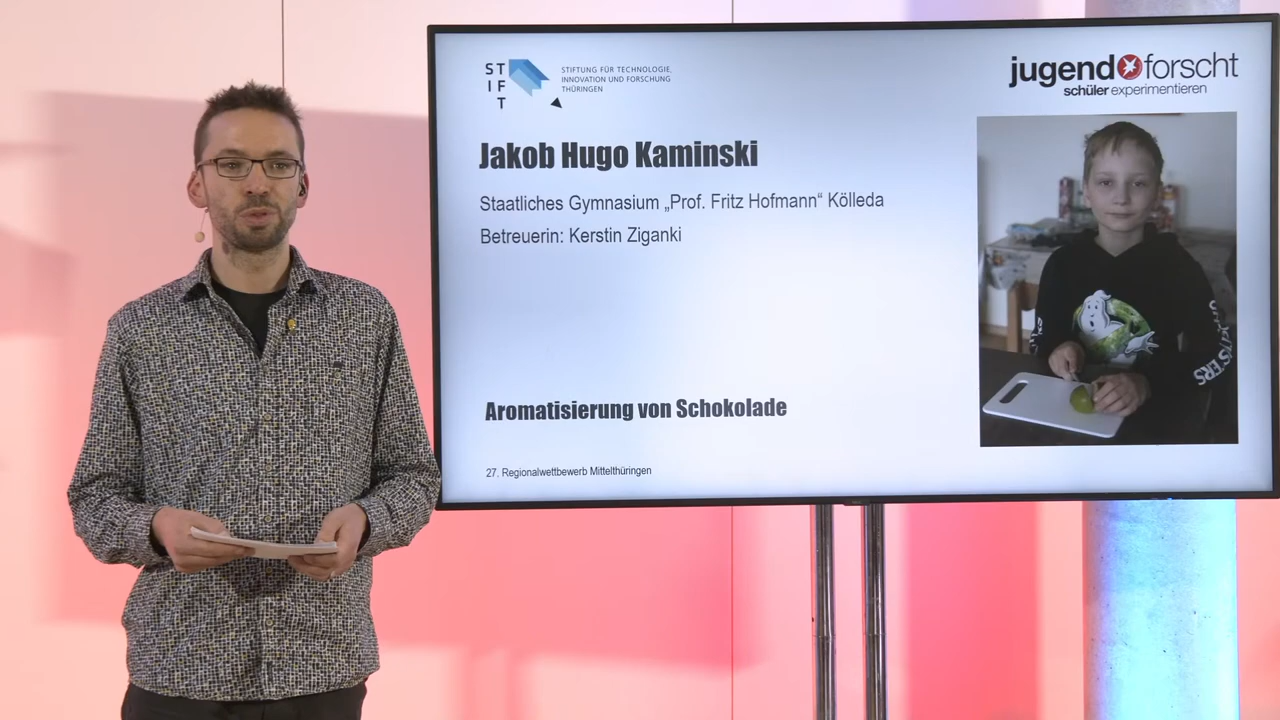 ST
IF
T
STIFTUNG FÜR TECHNOLOGIE,
INNOVATION UND FORSCHUNG
THÜRINGEN
jugend forscht
schüler experimentieren
Jakob Hugo Kaminski
Staatliches Gymnasium „Prof. Fritz Hofmann“ Kölleda
Betreuerin: Kerstin Ziganki
Aromatisierung von Schokolade
27. Regionalwettbewerb Mittelthüringen